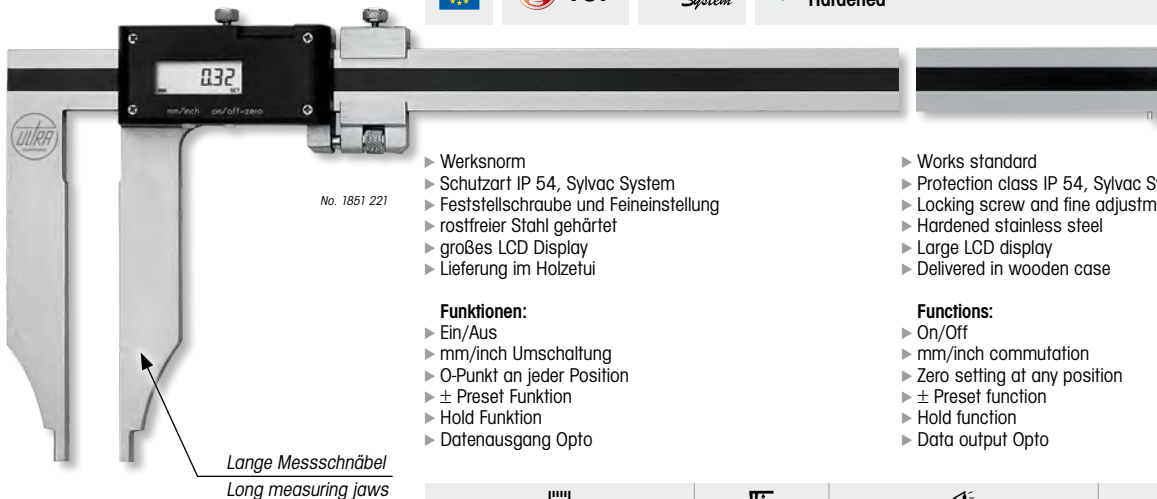 System
Hardened
0.32
SET
mm/inch on/off-zero
ULTRA
No. 1851 221
▶ Werksnorm
▶ Schutzart IP 54, Sylvac System
▶ Feststellschraube und Feineinstellung
▶ rostfreier Stahl gehärtet
▶ großes LCD Display
▶ Lieferung im Holzetui
Funktionen:
▶ Ein/Aus
▶ mm/inch Umschaltung
▶ O-Punkt an jeder Position
▶ ± Preset Funktion
▶ Hold Funktion
▶ Datenausgang Opto
▶ Works standard
▶ Protection class IP 54, Sylvac S
▶ Locking screw and fine adjustm
▶ Hardened stainless steel
▶ Large LCD display
▶ Delivered in wooden case
Functions:
▶ On/Off
▶ mm/inch commutation
▶ Zero setting at any position
▶ ± Preset function
▶ Hold function
▶ Data output Opto
Lange Messschnäbel
Long measuring jaws